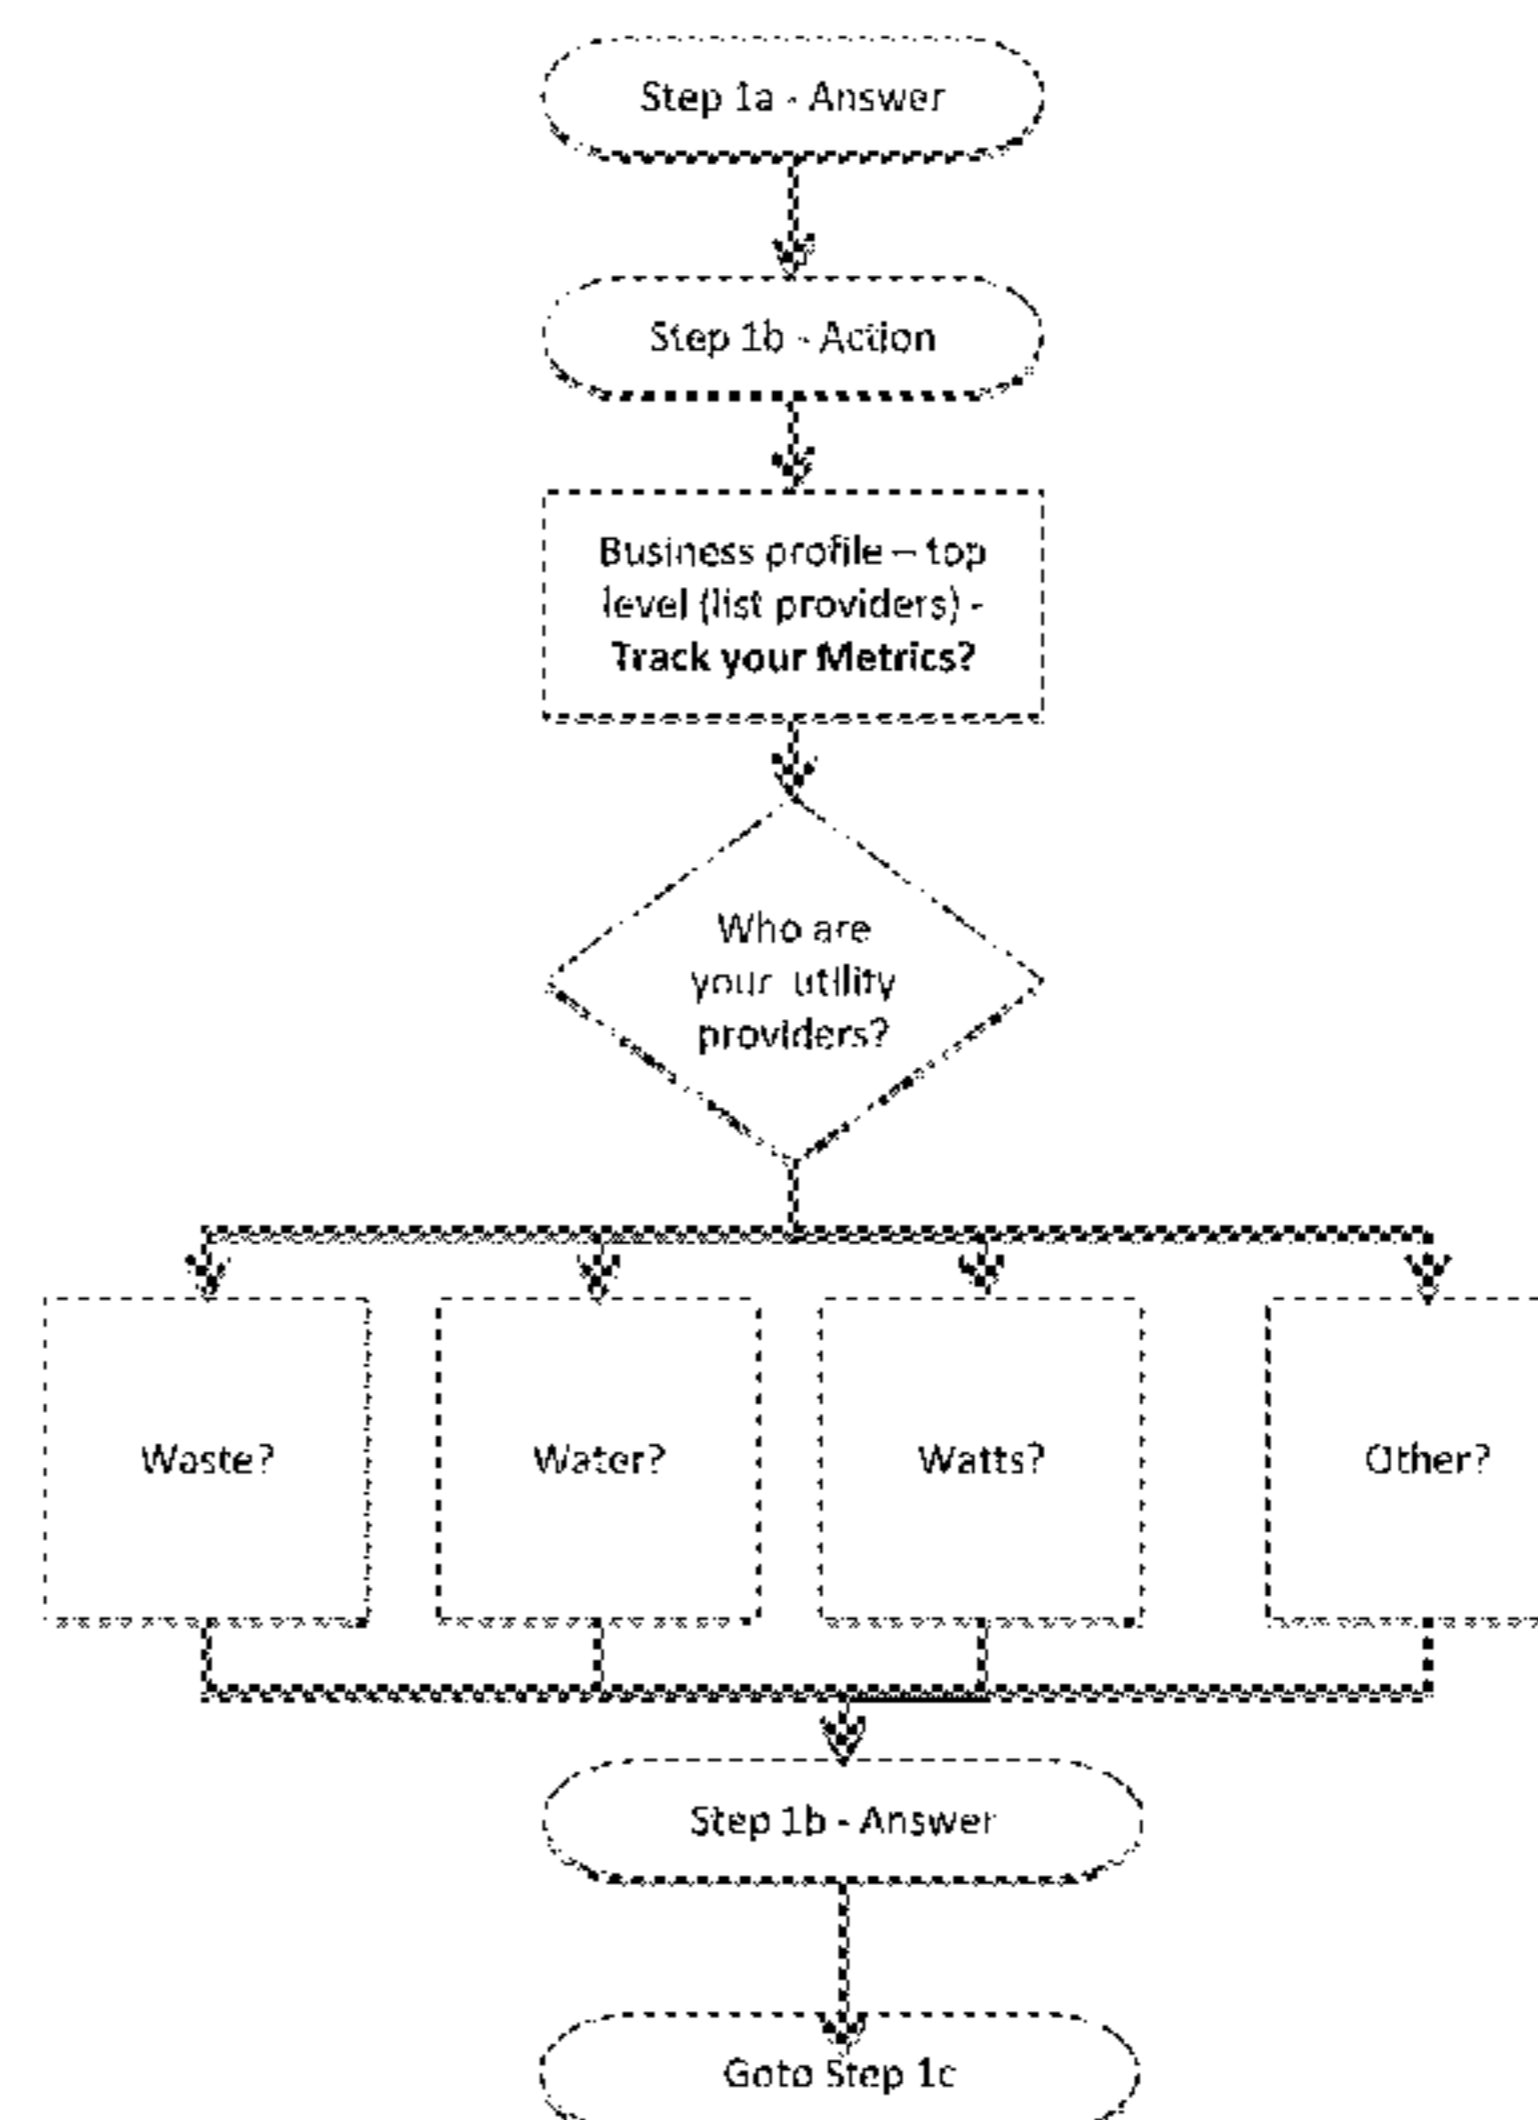 Step 1a - Answer
Step 1b - Action
Business profile – top
level (list providers) -
Track your Metrics?
Who are
your utility
providers?
Waste?
Water?
Watts?
Other?
Step 1b - Answer
Goto Step 1c